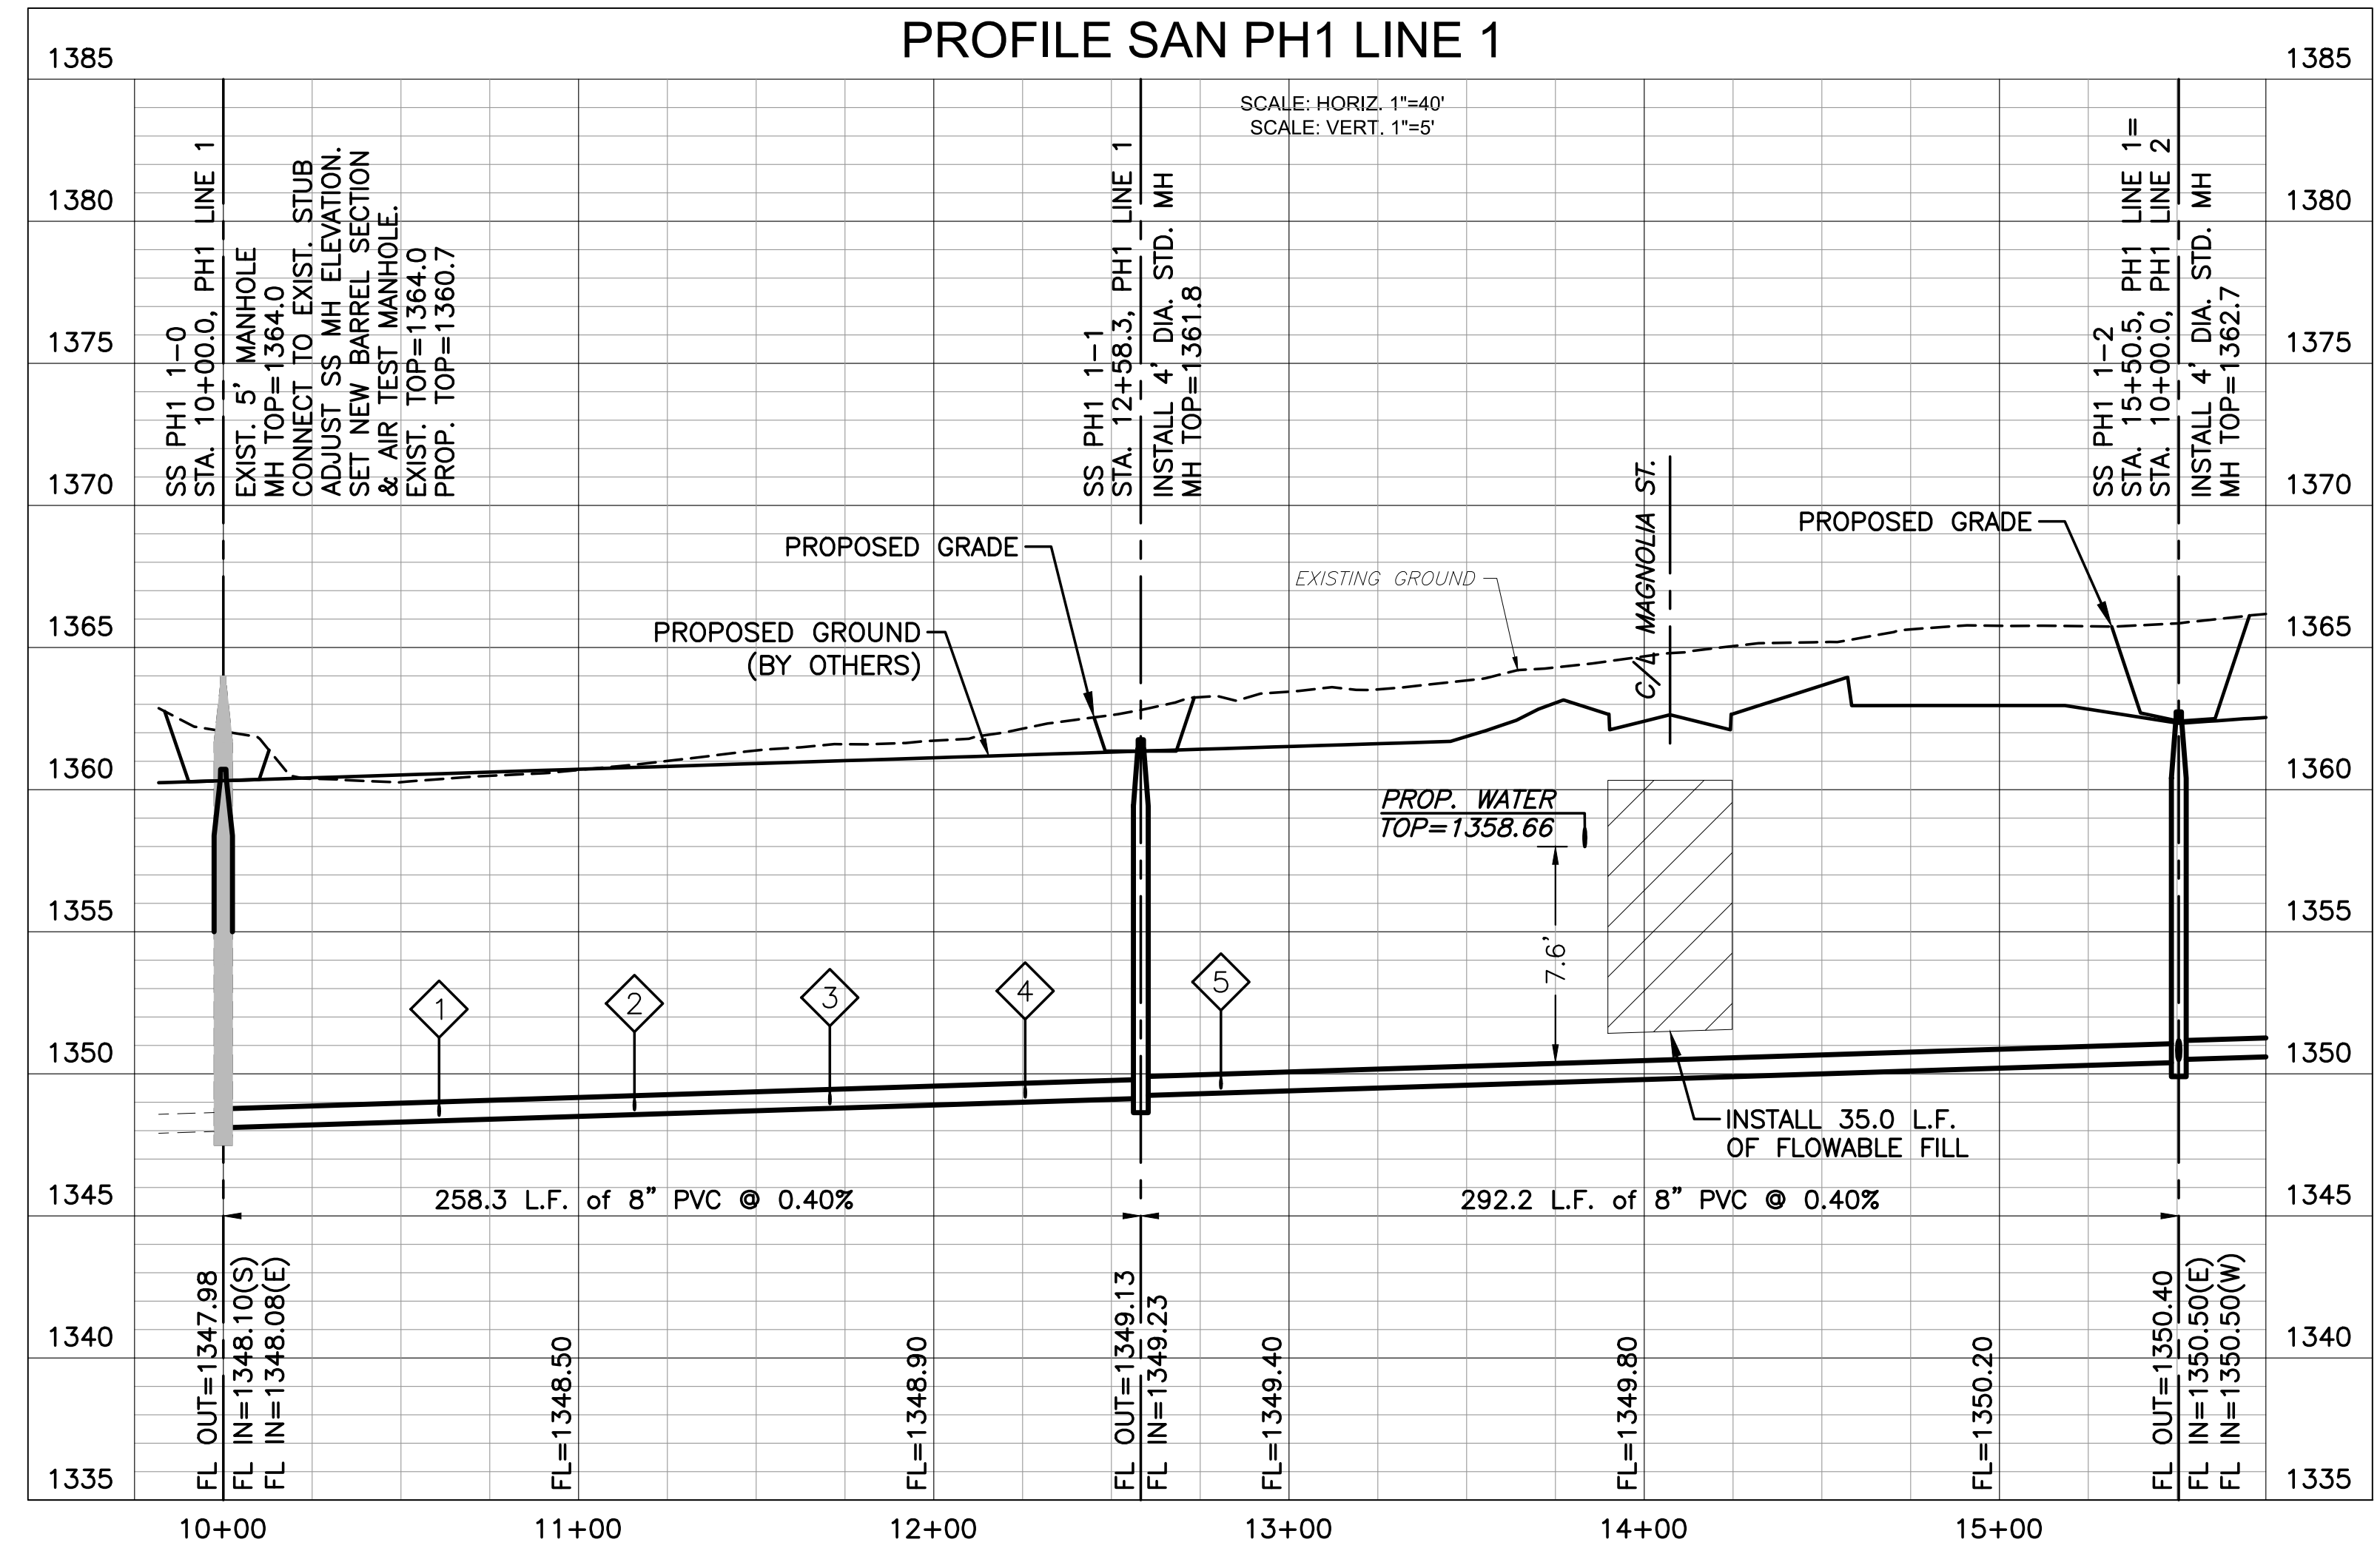 PROFILE SAN PH1 LINE 1
SCALE: HORIZ. 1"=40'
SCALE: VERT. 1"=5'
1385
1380
1375
1370
1365
1360
1355
1350
1345
1340
1335
SS PH1 1-0
STA. 10+00.0, PH1 LINE 1
EXIST. 5' MANHOLE
MH TOP=1364.0
CONNECT TO EXIST. STUB
ADJUST SS MH ELEVATION.
SET NEW BARREL SECTION
& AIR TEST MANHOLE.
EXIST. TOP=1364.0
PROP. TOP=1360.7
SS PH1 1-1
STA. 12+58.3, PH1 LINE 1
INSTALL 4' DIA. STD. MH
MH TOP=1361.8
SS PH1 1-2
STA. 15+50.5, PH1 LINE 1=
STA. 10+00.0, PH1 LINE 2
INSTALL 4' DIA. STD. MH
MH TOP=1362.7
PROPOSED GRADE
PROPOSED GROUND
(BY OTHERS)
EXISTING GROUND
C/L MAGNOLIA ST.
PROPOSED GRADE
PROP. WATER
TOP=1358.66
7.6'
1
2
3
4
5
INSTALL 35.0 L.F.
OF FLOWABLE FILL
258.3 L.F. of 8" PVC @ 0.40%
292.2 L.F. of 8" PVC @ 0.40%
FL OUT=1347.98
FL IN=1348.10(S)
FL IN=1348.08(E)
FL=1348.50
FL=1348.90
FL OUT=1349.13
FL IN=1349.23
FL=1349.40
FL=1349.80
FL=1350.20
FL OUT=1350.40
FL IN=1350.50(E)
FL IN=1350.50(W)
1385
1380
1375
1370
1365
1360
1355
1350
1345
1340
1335
10+00
11+00
12+00
13+00
14+00
15+00